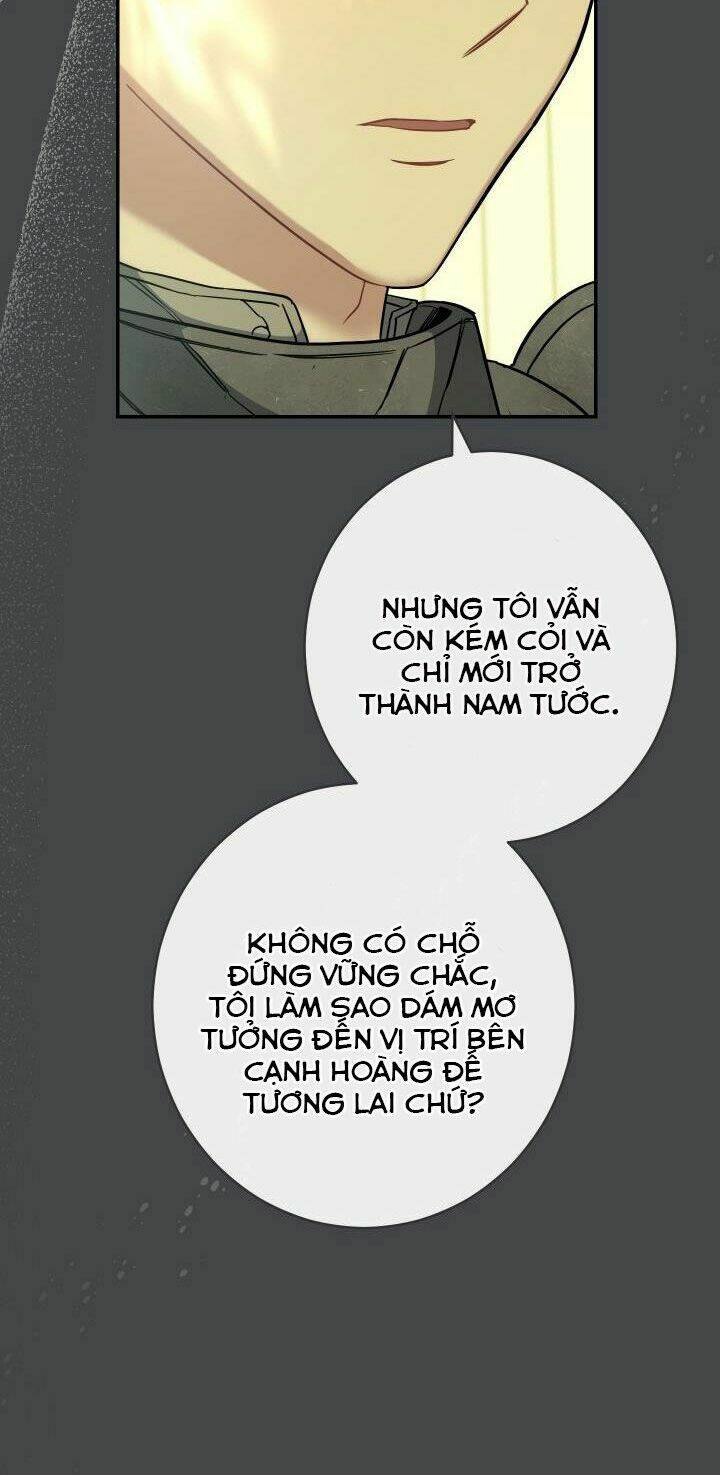 NHƯNG TÔI VẪN
CÒN KÉM CỎI VÀ
CHỈ MỚI TRỞ
THÀNH NAM TƯỚC.
KHÔNG CÓ CHỖ
ĐỨNG VỮNG CHẮC,
TÔI LÀM SAO DÁM MƠ
TƯỞNG ĐẾN VỊ TRÍ BÊN
CẠNH HOÀNG ĐẾ
TƯƠNG LAI CHỨ?